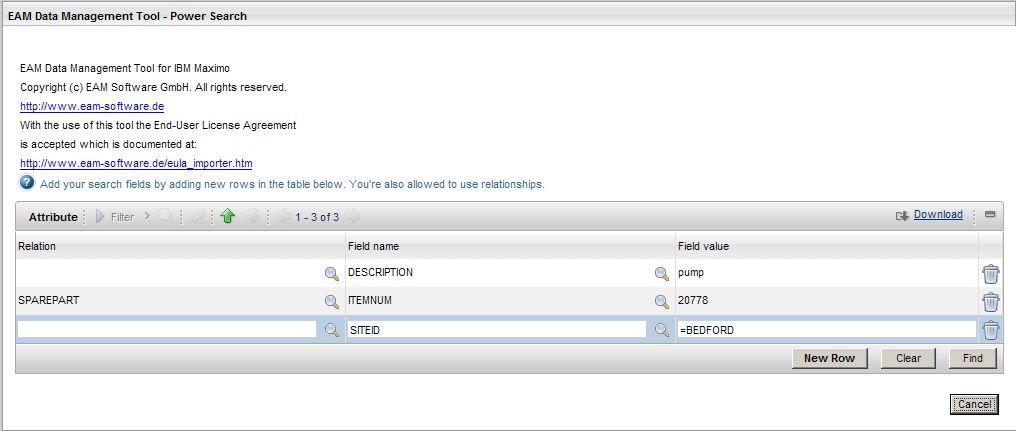 EAM Data Management Tool - Power Search
EAM Data Management Tool for IBM Maximo
Copyright (c) EAM Software GmbH. All rights reserved.
http://www.eam-software.de
With the use of this tool the End-User License Agreement
is accepted which is documented at:
http://www.eam-software.de/eula_importer.htm
? Add your search fields by adding new rows in the table below. You're also allowed to use relationships.
Attribute Filter 1 - 3 of 3 Download
Relation Field name Field value
DESCRIPTION pump
SPAREPART ITEMNUM 20778
SITEID =BEDFORD
New Row Clear Find
Cancel